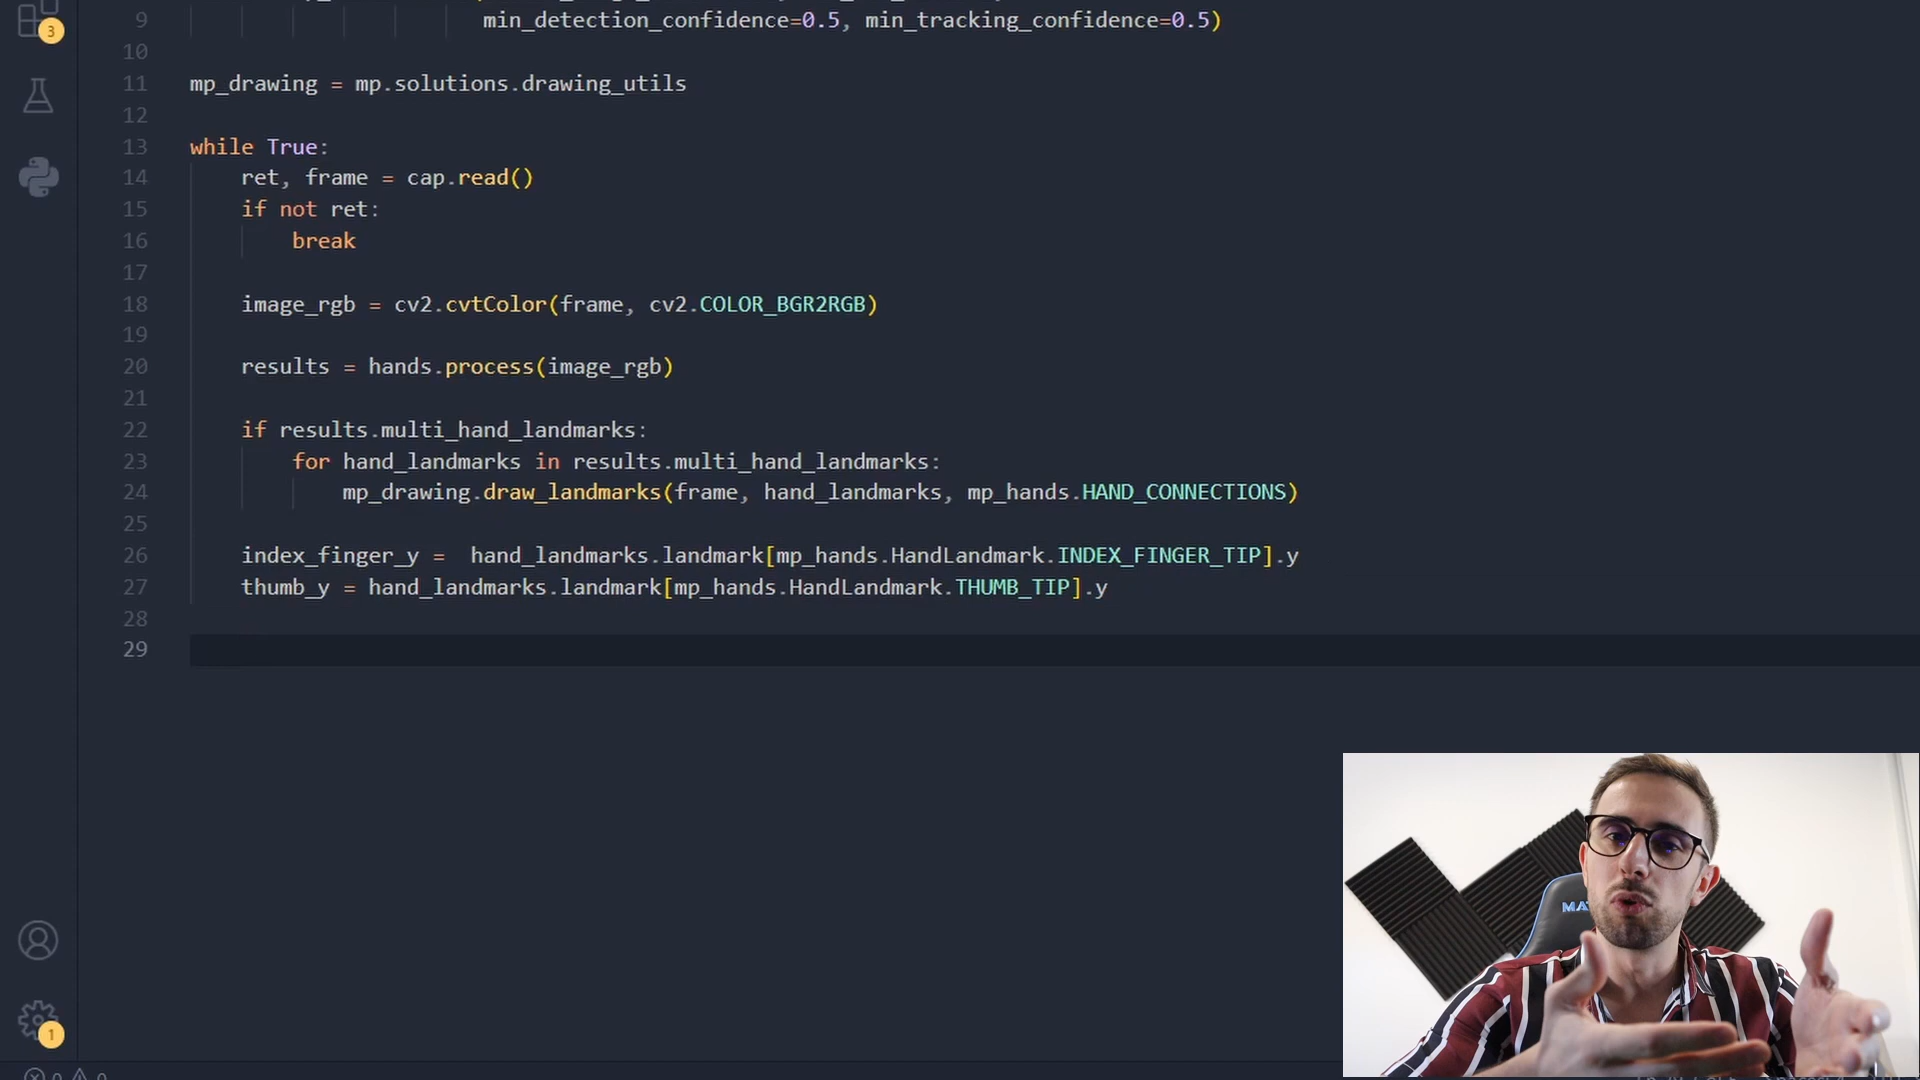 3
9 min_detection_confidence=0.5, min_tracking_confidence=0.5)
10
11 mp_drawing = mp.solutions.drawing_utils
12
13 while True:
14 ret, frame = cap.read()
15 if not ret:
16 break
17
18 image_rgb = cv2.cvtColor(frame, cv2.COLOR_BGR2RGB)
19
20 results = hands.process(image_rgb)
21
22 if results.multi_hand_landmarks:
23 for hand_landmarks in results.multi_hand_landmarks:
24 mp_drawing.draw_landmarks(frame, hand_landmarks, mp_hands.HAND_CONNECTIONS)
25
26 index_finger_y =  hand_landmarks.landmark[mp_hands.HandLandmark.INDEX_FINGER_TIP].y
27 thumb_y = hand_landmarks.landmark[mp_hands.HandLandmark.THUMB_TIP].y
28
29
1